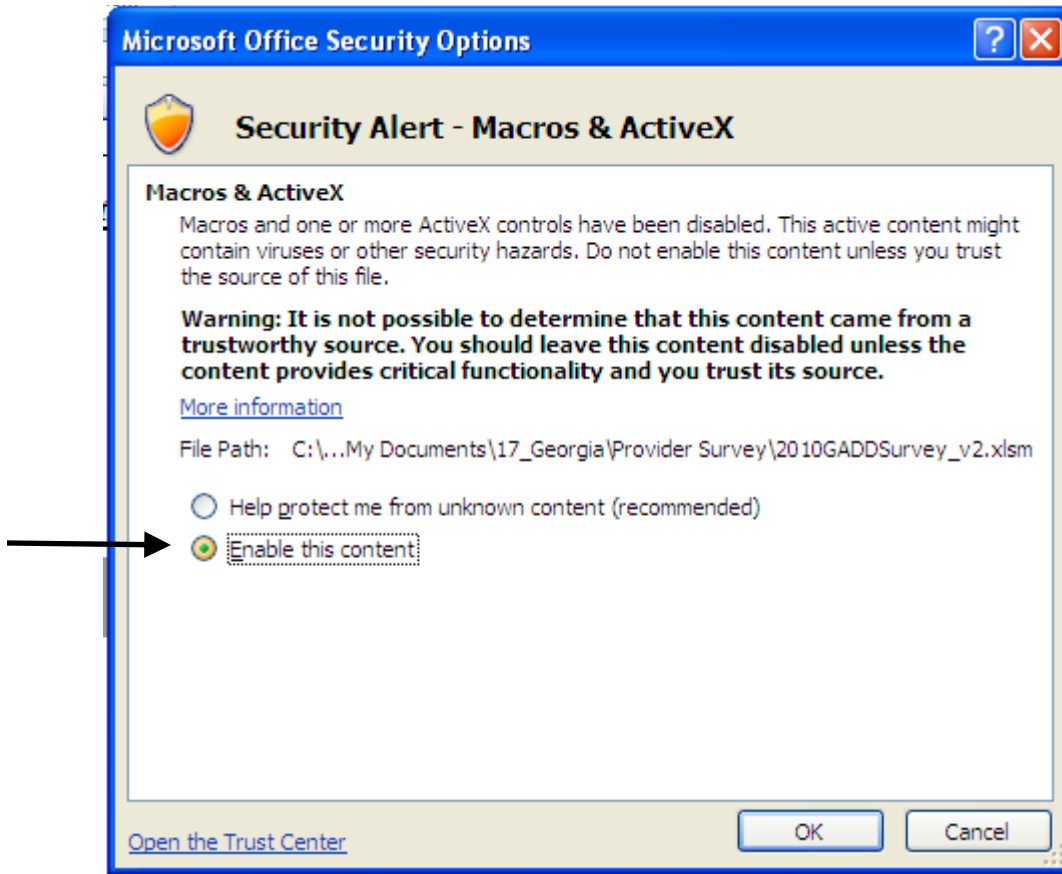 Microsoft Office Security Options
Security Alert - Macros & ActiveX
Macros & ActiveX
Macros and one or more ActiveX controls have been disabled. This active content might
contain viruses or other security hazards. Do not enable this content unless you trust
the source of this file.
Warning: It is not possible to determine that this content came from a
trustworthy source. You should leave this content disabled unless the
content provides critical functionality and you trust its source.
More information
File Path: C:\...My Documents\17_Georgia\Provider Survey\2010GADDSurvey_v2.xlsm
Help protect me from unknown content (recommended)
Enable this content
Open the Trust Center
OK
Cancel